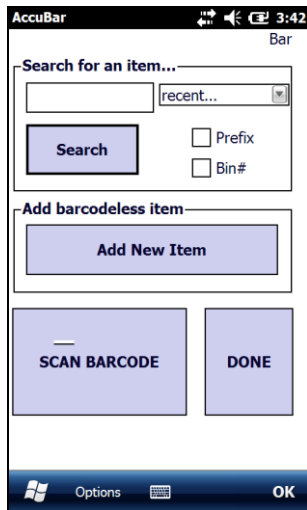 AccuBar 3:42
Bar
Search for an item...
recent...
Search
Prefix
Bin#
Add barcodeless item
Add New Item
SCAN BARCODE
DONE
Options OK